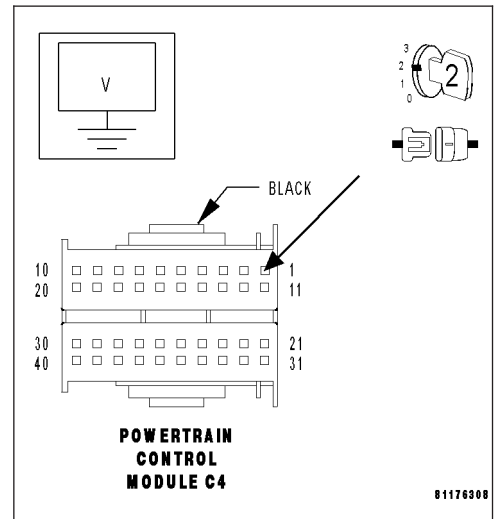 V
3
2
1
0
2
BLACK
10 1
20 11
30 21
40 31
POWERTRAIN
CONTROL
MODULE C4
81176308